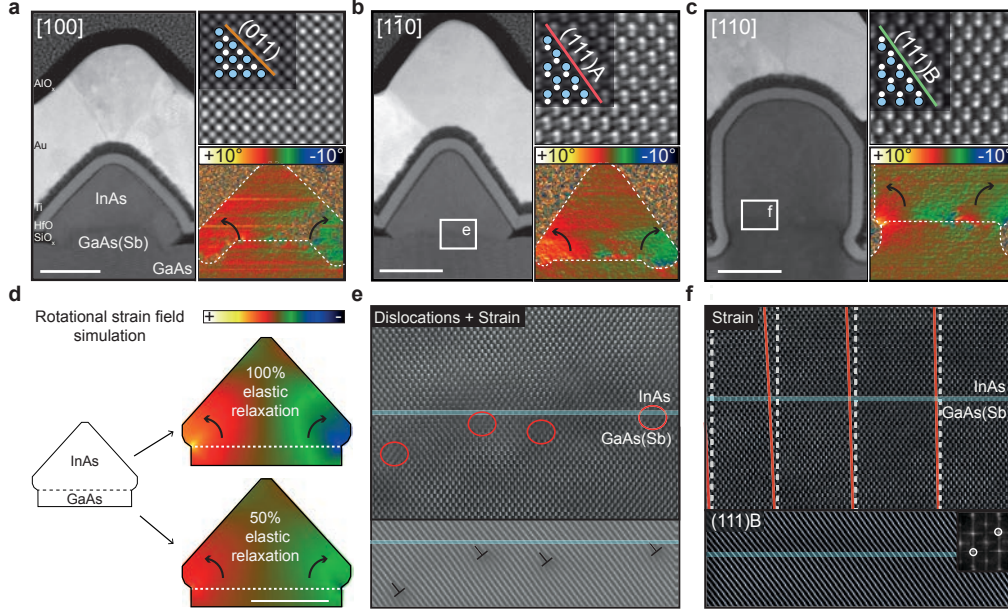 a
[100]
AlOx
Au
Ti
HfO
SiOx
InAs
GaAs(Sb)
GaAs
(011)
+10°
-10°
b
[11̄0]
e
(111)A
+10°
-10°
c
[110]
f
(111)B
+10°
-10°
d
Rotational strain field
simulation
+
-
100%
elastic
relaxation
InAs
GaAs
50%
elastic
relaxation
e
Dislocations + Strain
InAs
GaAs(Sb)
f
Strain
InAs
GaAs(Sb)
(111)B